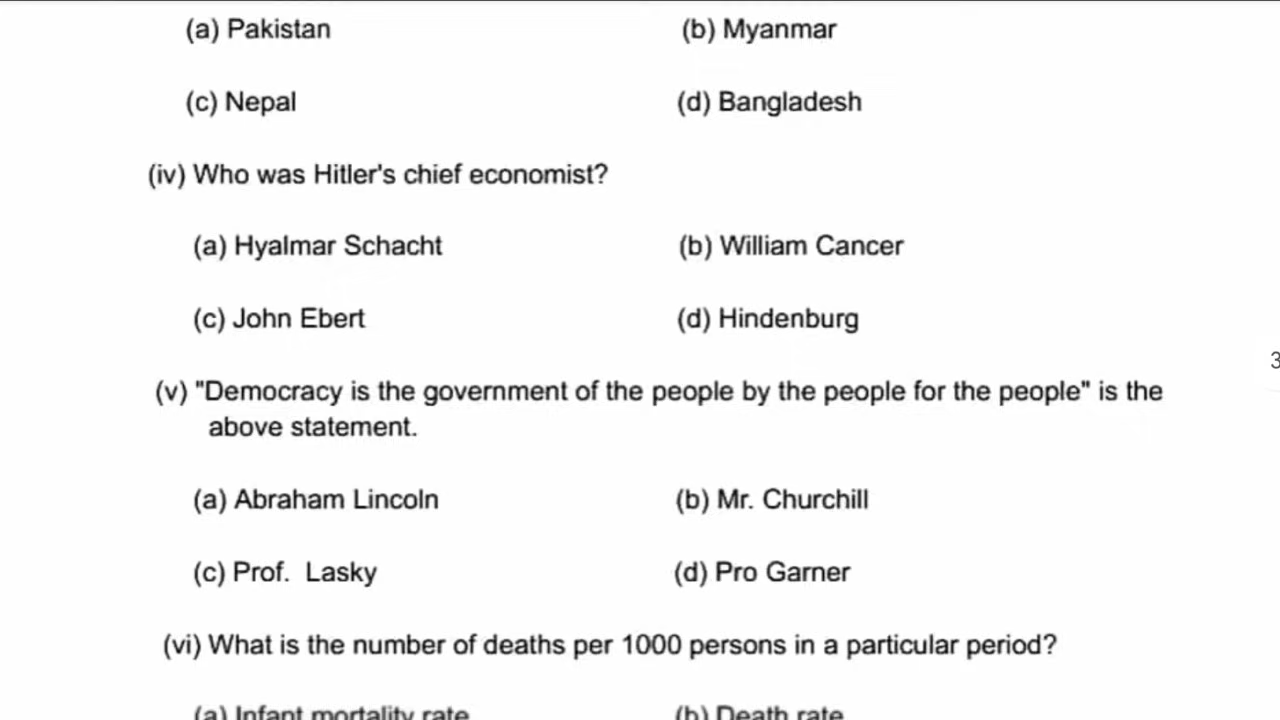 (a) Pakistan (b) Myanmar
(c) Nepal (d) Bangladesh
(iv) Who was Hitler's chief economist?
(a) Hyalmar Schacht (b) William Cancer
(c) John Ebert (d) Hindenburg
(v) "Democracy is the government of the people by the people for the people" is the
above statement.
(a) Abraham Lincoln (b) Mr. Churchill
(c) Prof. Lasky (d) Pro Garner
(vi) What is the number of deaths per 1000 persons in a particular period?
(a) Infant mortality rate (b) Death rate
3